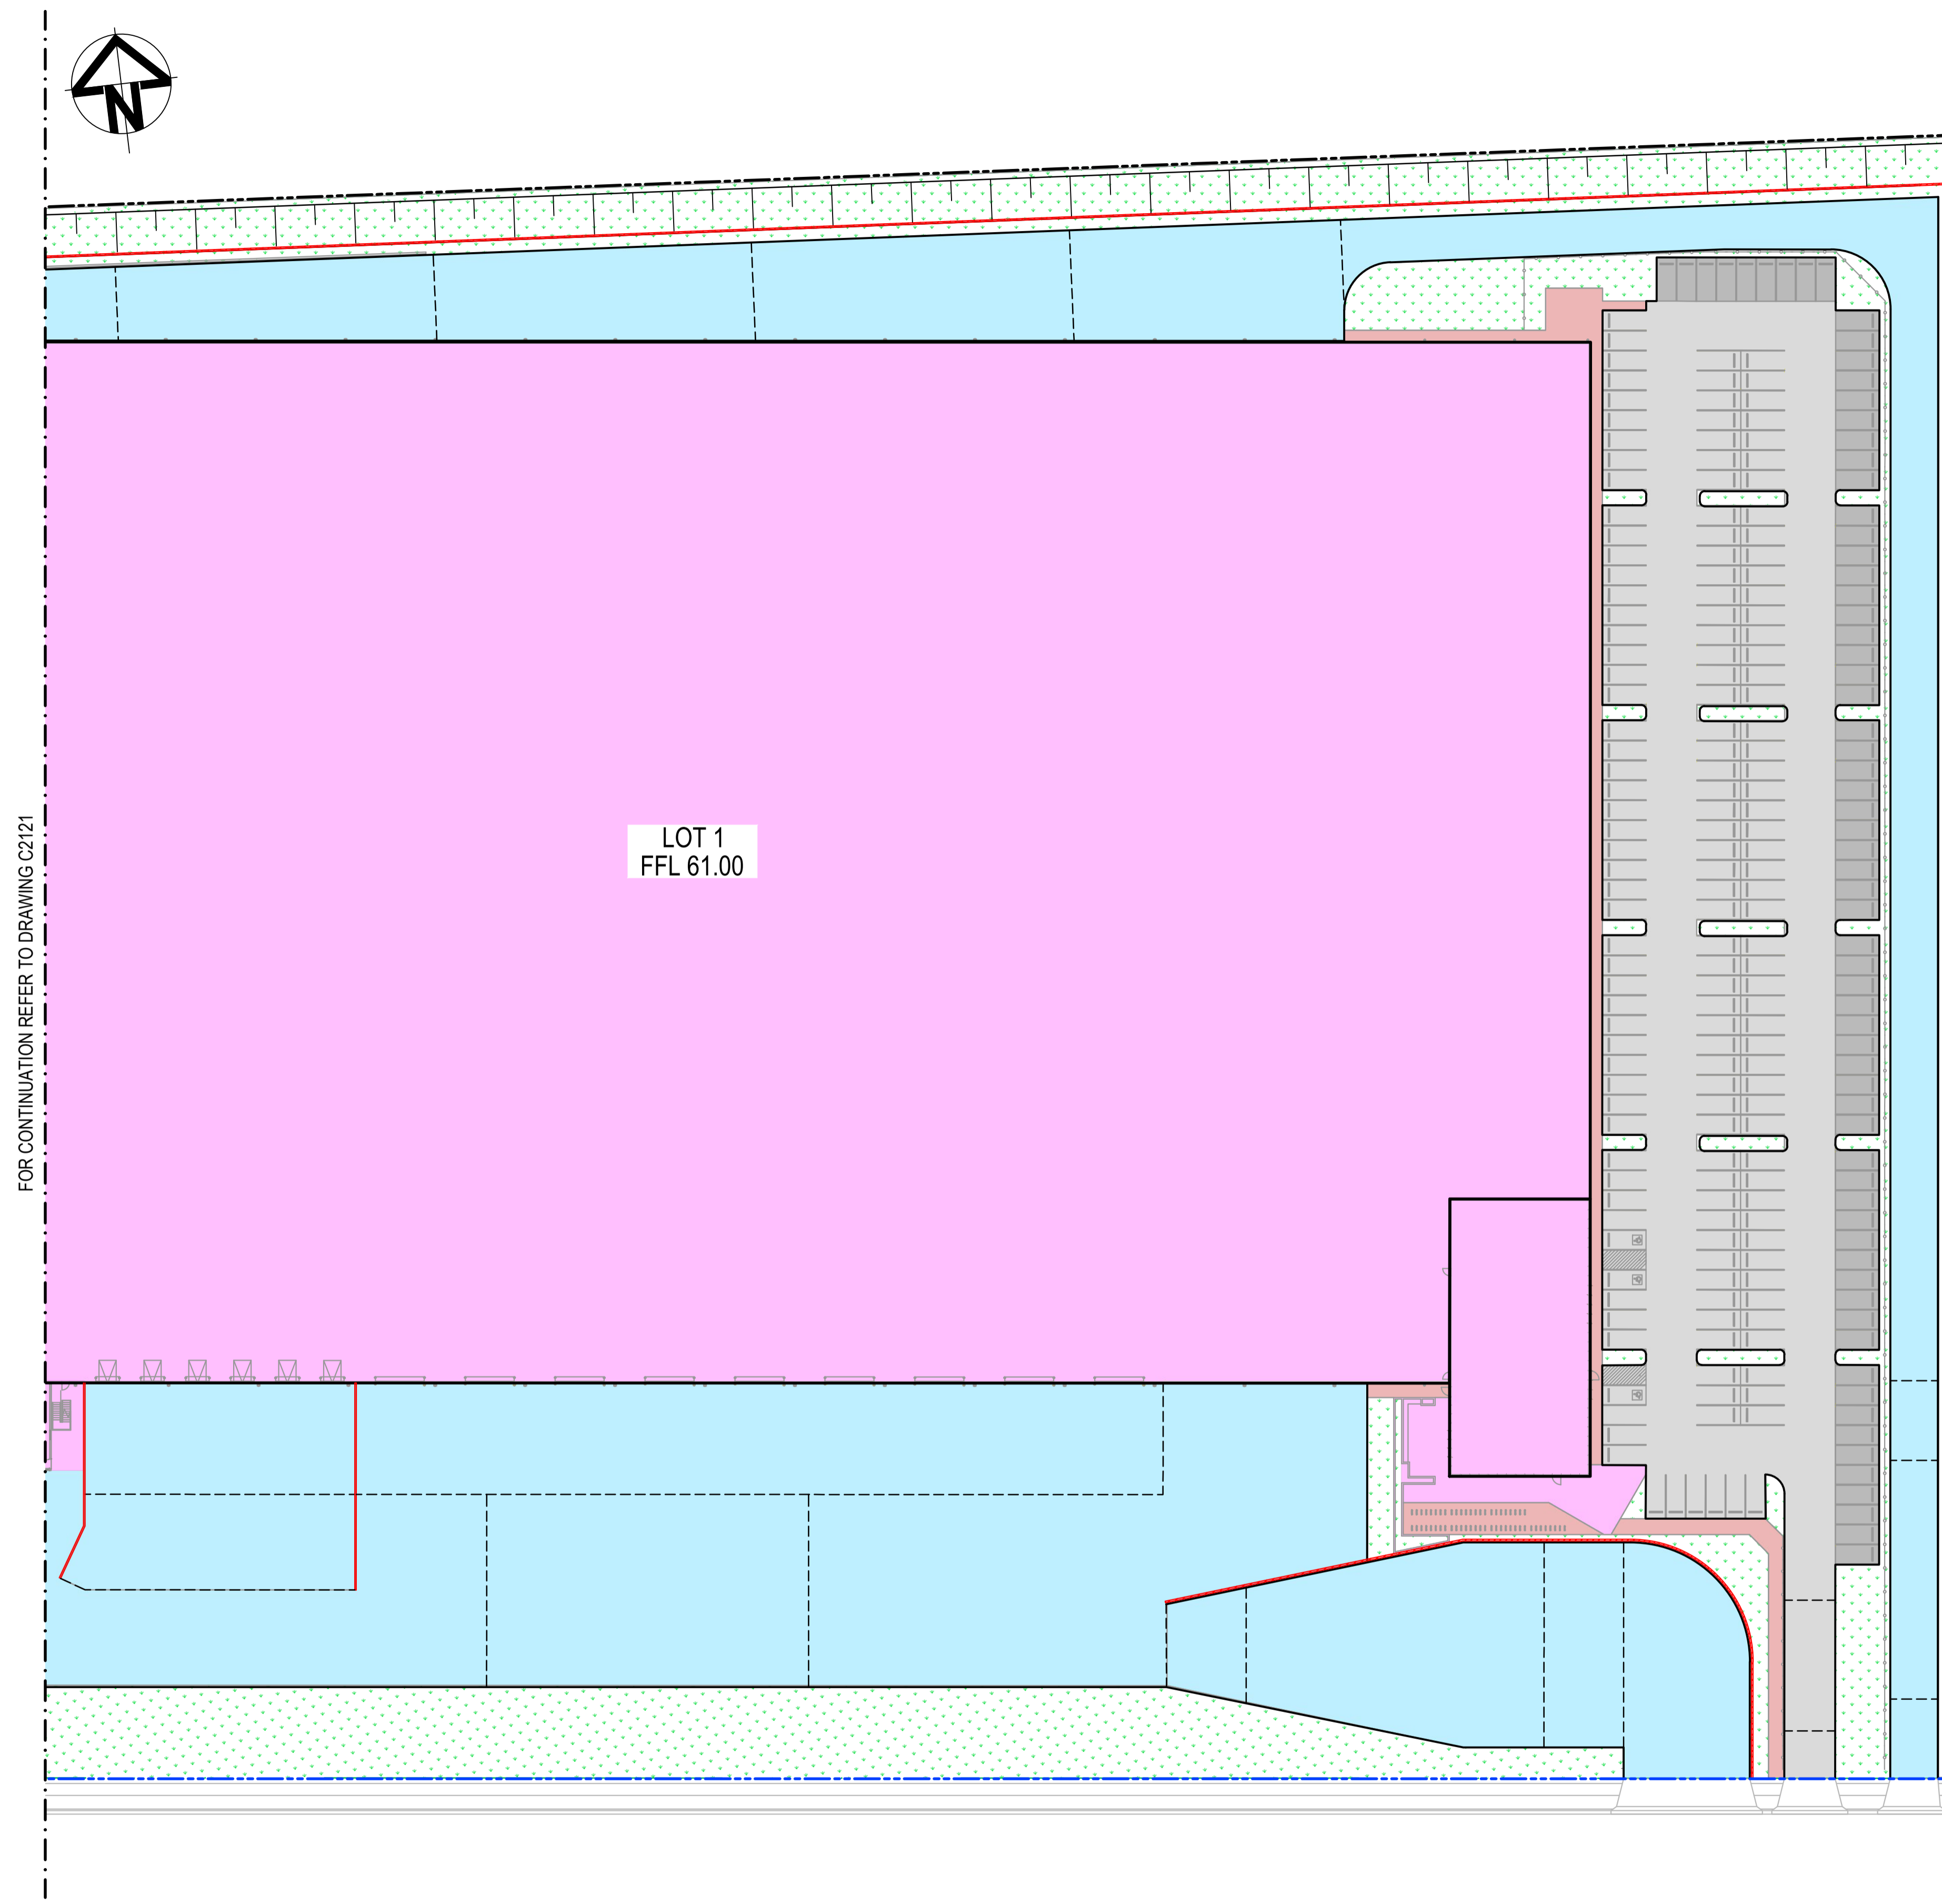 N
FOR CONTINUATION REFER TO DRAWING C2121
LOT 1
FFL 61.00